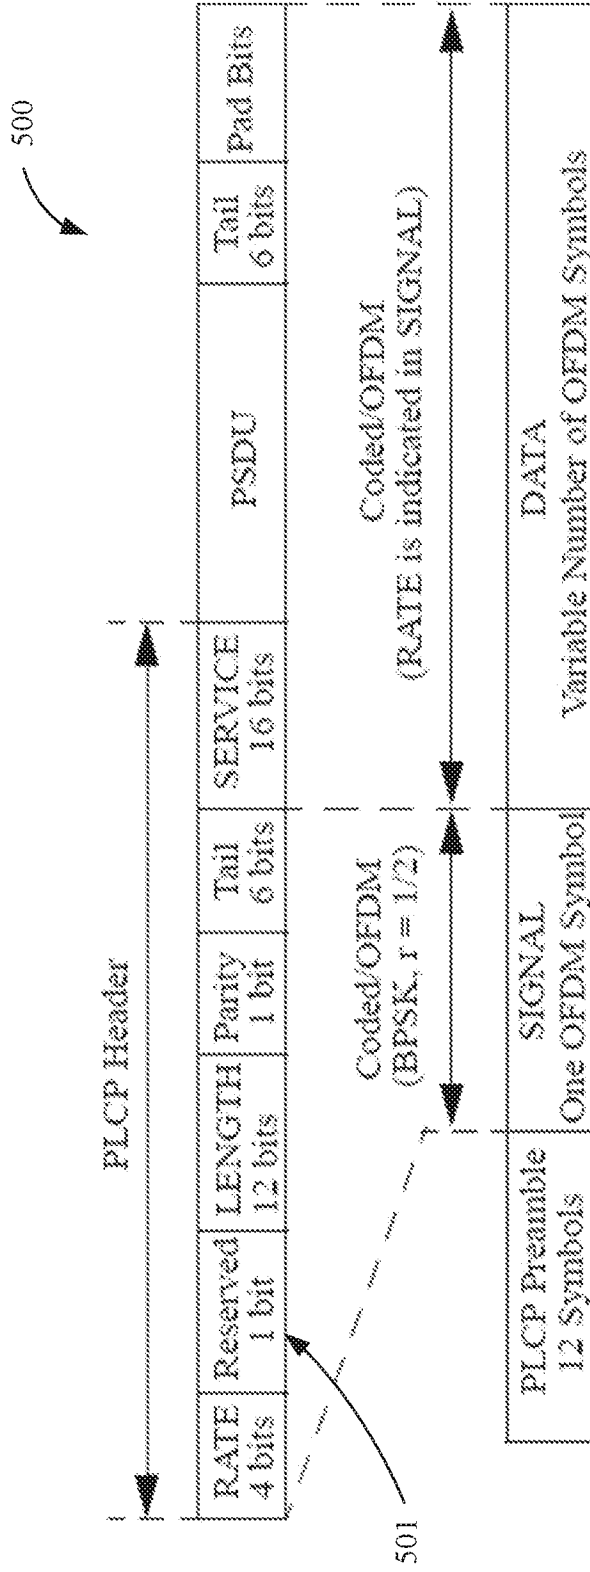 500
PLCP Header
RATE
4 bits
Reserved
1 bit
LENGTH
12 bits
Parity
1 bit
Tail
6 bits
SERVICE
16 bits
PSDU
Tail
6 bits
Pad Bits
501
Coded/OFDM
(BPSK, r = 1/2)
Coded/OFDM
(RATE is indicated in SIGNAL)
PLCP Preamble
12 Symbols
SIGNAL
One OFDM Symbol
DATA
Variable Number of OFDM Symbols